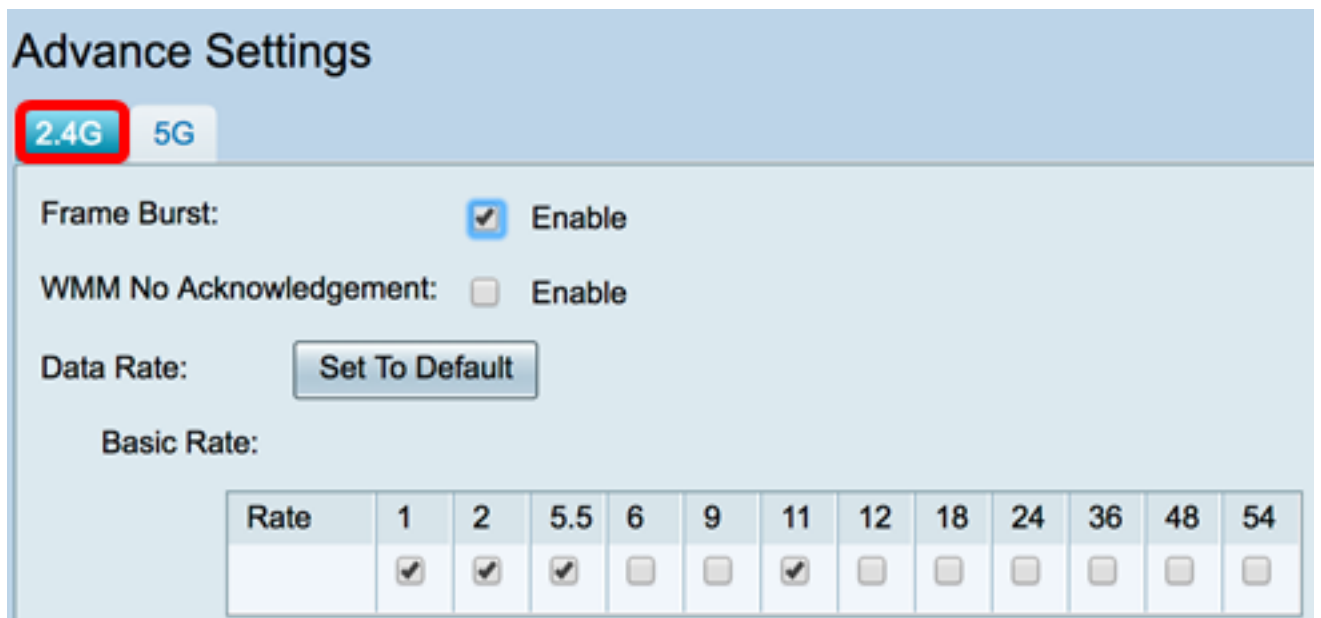 Advance Settings
2.4G 5G
Frame Burst: Enable
WMM No Acknowledgement: Enable
Data Rate: Set To Default
Basic Rate:
Rate 1 2 5.5 6 9 11 12 18 24 36 48 54